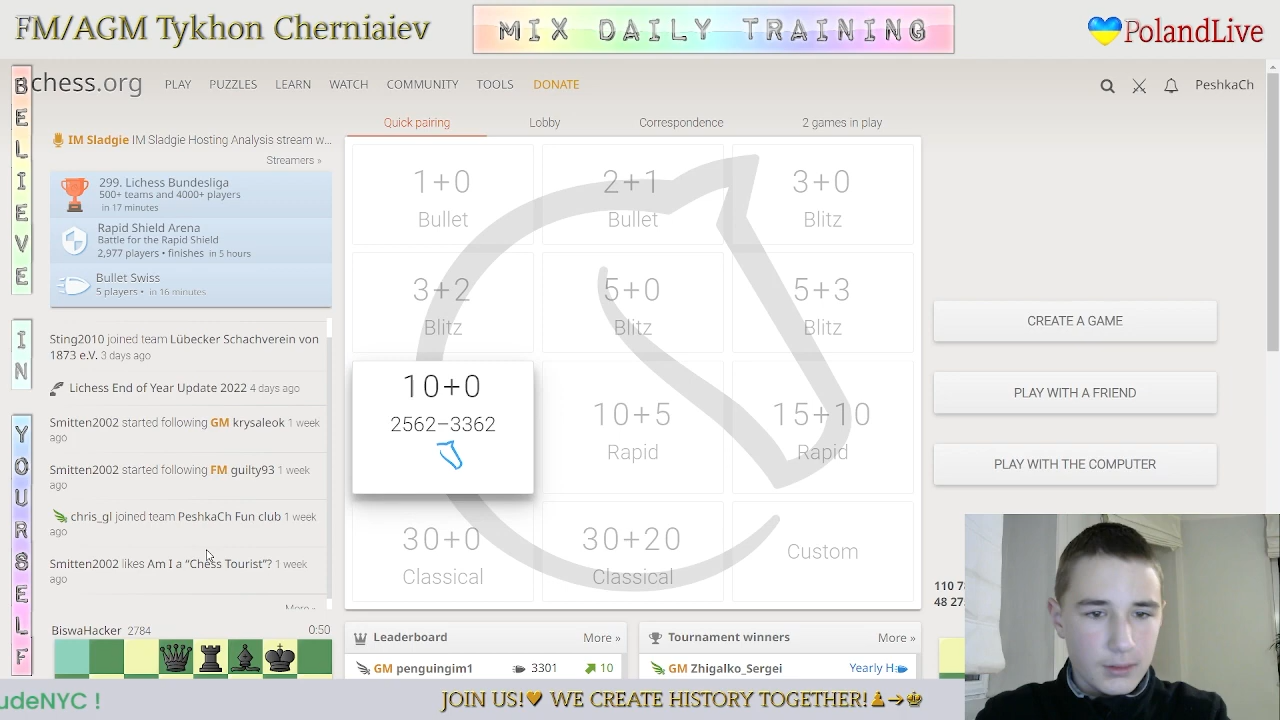 FM/AGM Tykhon Cherniaiev
MIX DAILY TRAINING
PolandLive
BELIEVE
IN
YOURSELF
chess.org
PLAY
PUZZLES
LEARN
WATCH
COMMUNITY
TOOLS
DONATE
PeshkaCh
IM Sladgie IM Sladgie Hosting Analysis stream w...
Streamers »
299. Lichess Bundesliga
500+ teams and 4000+ players
in 17 minutes
Rapid Shield Arena
Battle for the Rapid Shield
2,977 players • finishes in 5 hours
Bullet Swiss
5 players • in 16 minutes
Sting2010 joined team Lübecker Schachverein von
1873 e.V. 3 days ago
Lichess End of Year Update 2022 4 days ago
Smitten2002 started following GM krysaleok 1 week
ago
Smitten2002 started following FM guilty93 1 week
ago
chris_gl joined team PeshkaCh Fun club 1 week
ago
Smitten2002 likes Am I a “Chess Tourist”? 1 week
ago
More »
BiswaHacker 2784
0:50
Quick pairing
Lobby
Correspondence
2 games in play
1+0
Bullet
2+1
Bullet
3+0
Blitz
3+2
Blitz
5+0
Blitz
5+3
Blitz
10+0
2562–3362
10+5
Rapid
15+10
Rapid
30+0
Classical
30+20
Classical
Custom
CREATE A GAME
PLAY WITH A FRIEND
PLAY WITH THE COMPUTER
110 7
48 27
Leaderboard
More »
GM penguingim1
3301
10
Tournament winners
More »
GM Zhigalko_Sergei
Yearly H
udeNYC !
JOIN US!♥ WE CREATE HISTORY TOGETHER!♟→♚